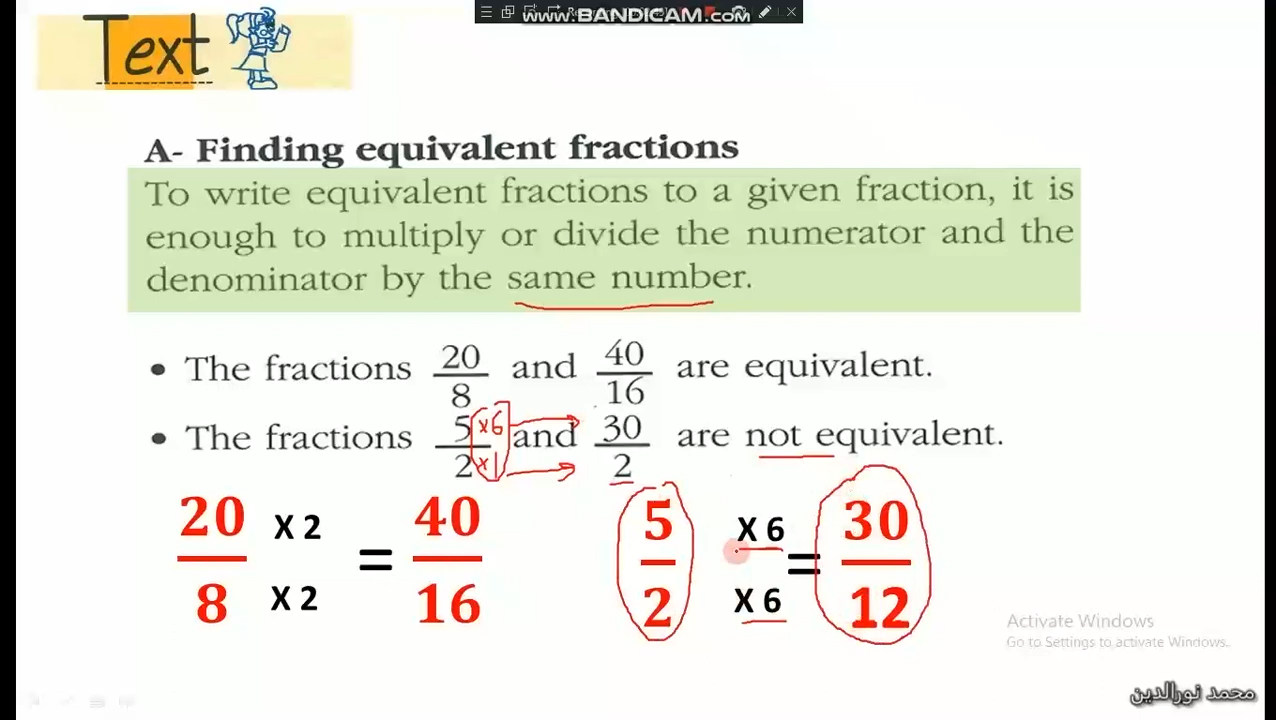 www.BANDICAM.com
Text
A- Finding equivalent fractions
To write equivalent fractions to a given fraction, it is
enough to multiply or divide the numerator and the
denominator by the same number.
• The fractions 20/8 and 40/16 are equivalent.
• The fractions 5/2 and 30/2 are not equivalent.
×6
×1
20/8 X 2 X 2 = 40/16
5/2 X 6 X 6 = 30/12
Activate Windows
Go to Settings to activate Windows.
محمد نورالدين